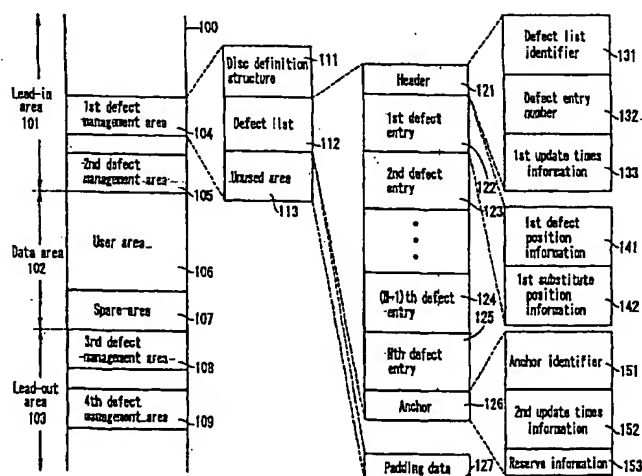 100
Lead-in
area
101
1st defect
management area
104
2nd defect
management area
105
Data area
102
User area
106
Spare area
107
Lead-out
area
103
3rd defect
management area
108
4th defect
management area
109
111
Disc definition
structure
Defect list
112
Unused area
113
Header
121
1st defect
entry
122
2nd defect
entry
123
(N-1)th defect
entry
124
125
Nth defect
entry
Anchor
126
Padding data
127
Defect list
identifier
131
Defect entry
number
132
1st update times
information
133
1st defect
position
information
141
1st substitute
position
information
142
Anchor identifier
151
2nd update times
information
152
Reserve information
153